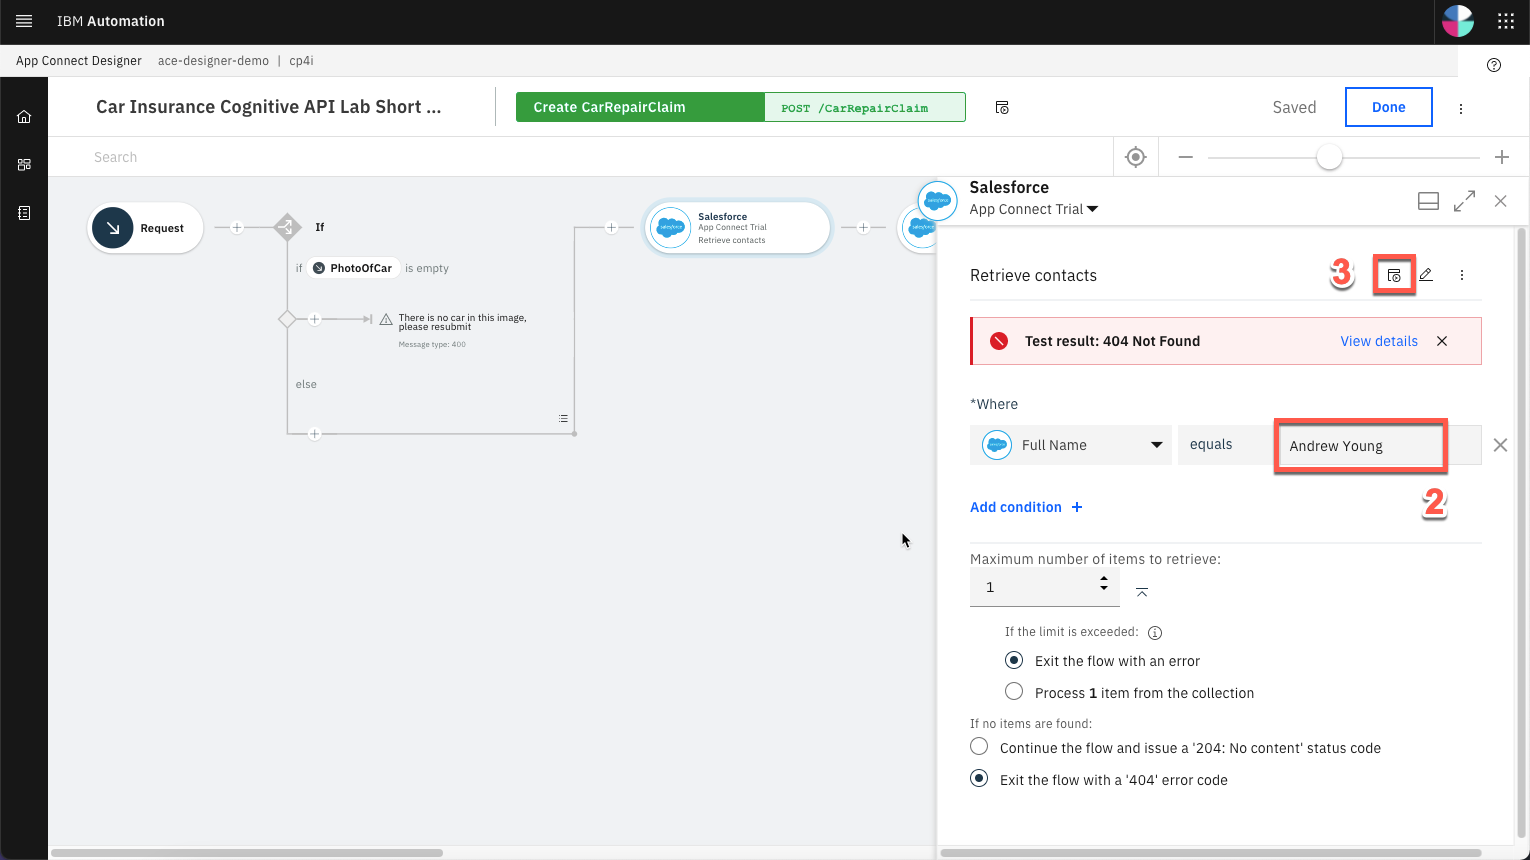 IBM Automation
App Connect Designer ace-designer-demo | cp4i
Car Insurance Cognitive API Lab Short ...
Create CarRepairClaim
POST /CarRepairClaim
Saved
Done
Search
Request
If
if PhotoOfCar is empty
There is no car in this image,
please resubmit
Message type: 400
else
salesforce
Salesforce
App Connect Trial
Retrieve contacts
salesforce
salesforce
Salesforce
App Connect Trial
Retrieve contacts
3
Test result: 404 Not Found
View details
*Where
salesforce
Full Name
equals
Andrew Young
Add condition +
2
Maximum number of items to retrieve:
1
If the limit is exceeded:
Exit the flow with an error
Process 1 item from the collection
If no items are found:
Continue the flow and issue a '204: No content' status code
Exit the flow with a '404' error code